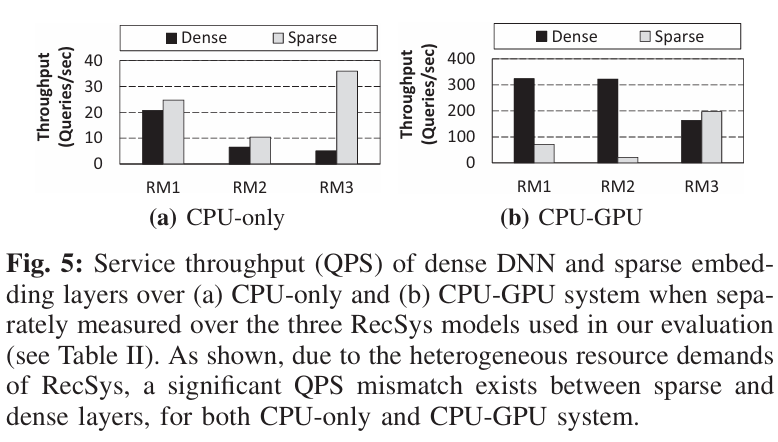 Dense Sparse
Throughput
(Queries/sec)
40
30
20
10
0
RM1 RM2 RM3
(a) CPU-only
Dense Sparse
Throughput
(Queries/sec)
400
300
200
100
0
RM1 RM2 RM3
(b) CPU-GPU
Fig. 5: Service throughput (QPS) of dense DNN and sparse embed-
ding layers over (a) CPU-only and (b) CPU-GPU system when sepa-
rately measured over the three RecSys models used in our evaluation
(see Table II). As shown, due to the heterogeneous resource demands
of RecSys, a significant QPS mismatch exists between sparse and
dense layers, for both CPU-only and CPU-GPU system.